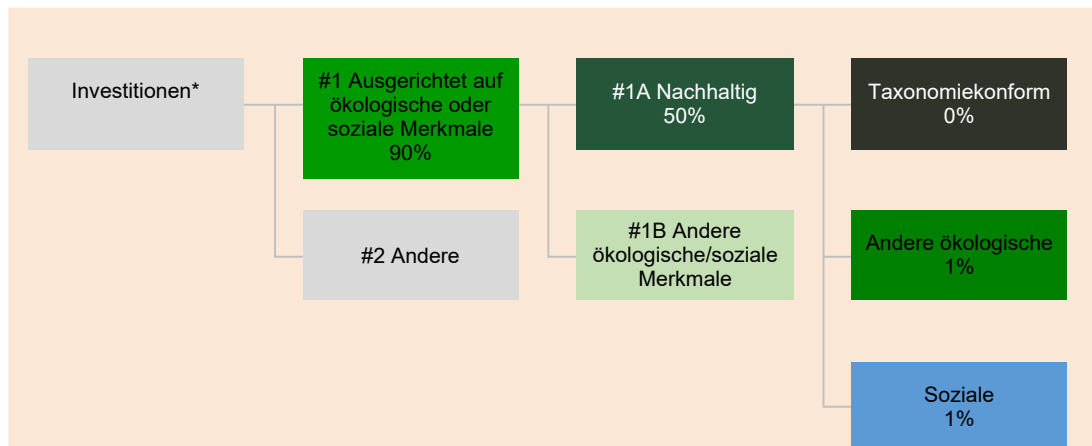 Investitionen*
#1 Ausgerichtet auf
ökologische oder
soziale Merkmale
90%
#1A Nachhaltig
50%
Taxonomiekonform
0%
#2 Andere
#1B Andere
ökologische/soziale
Merkmale
Andere ökologische
1%
Soziale
1%